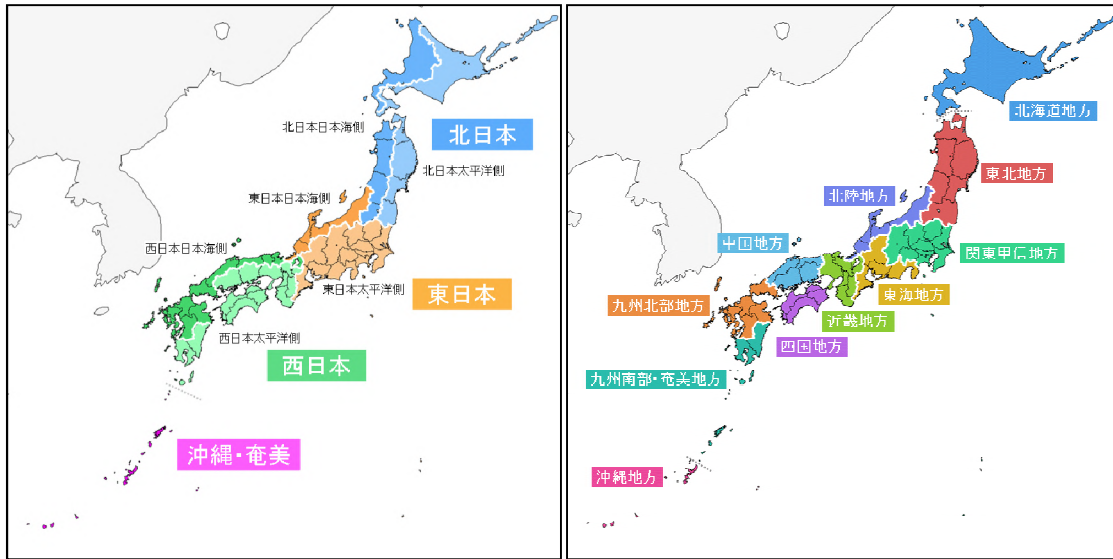 北日本日本海側
北日本
北日本太平洋側
東日本日本海側
西日本日本海側
東日本太平洋側
東日本
西日本太平洋側
西日本
沖縄・奄美
北海道地方
東北地方
北陸地方
中国地方
関東甲信地方
東海地方
九州北部地方
近畿地方
四国地方
九州南部・奄美地方
沖縄地方